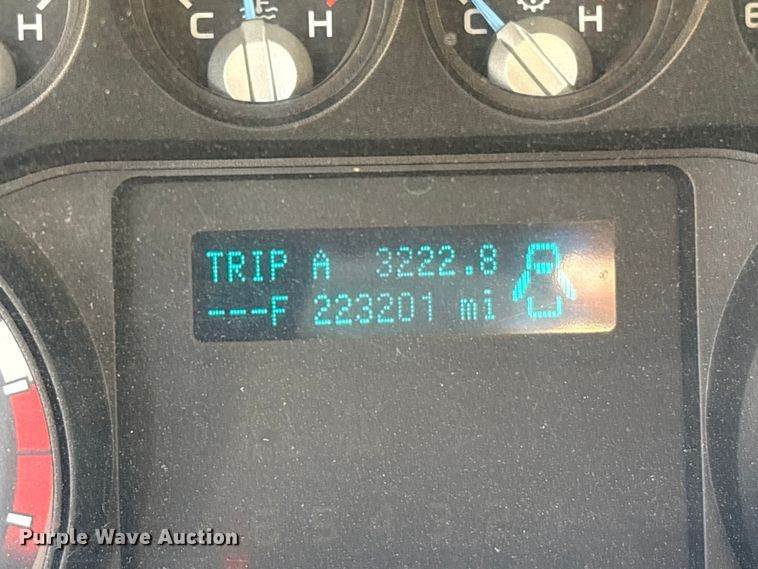 H C H C H
TRIP A 3222.8
---F 223201 mi
Purple Wave Auction